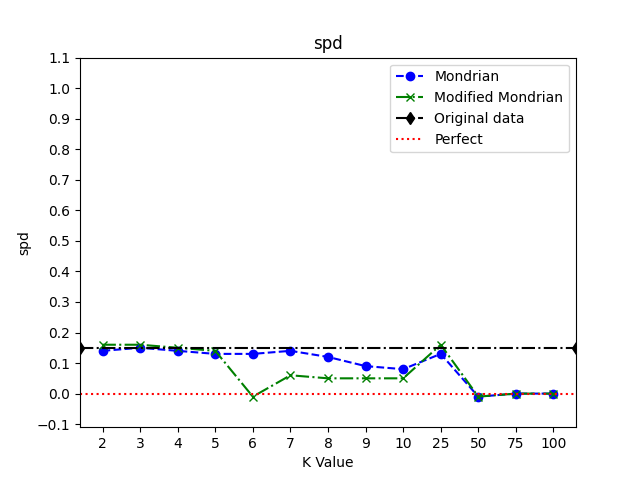 spd
1.1
1.0
0.9
0.8
0.7
0.6
0.5
0.4
0.3
0.2
0.1
0.0
−0.1
spd
Mondrian
Modified Mondrian
Original data
Perfect
2 3 4 5 6 7 8 9 10 25 50 75 100
K Value